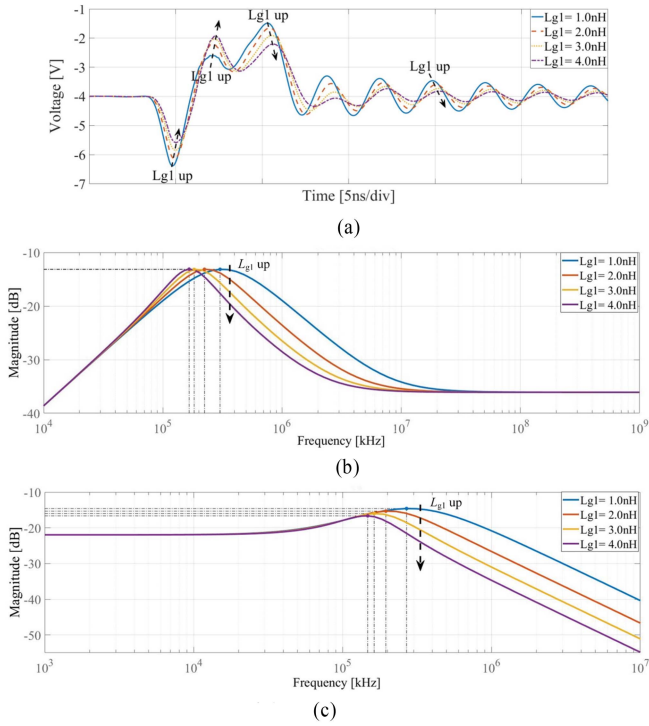 -1
-2
-3
-4
-5
-6
-7
Voltage [V]
Lg1 up
Lg1 up
Lg1 up
Lg1 up
Lg1= 1.0nH
Lg1= 2.0nH
Lg1= 3.0nH
Lg1= 4.0nH
Time [5ns/div]
(a)
-10
-20
-30
-40
Magnitude [dB]
Lg1 up
Lg1= 1.0nH
Lg1= 2.0nH
Lg1= 3.0nH
Lg1= 4.0nH
10^4
10^5
10^6
10^7
10^8
10^9
Frequency [kHz]
(b)
-10
-20
-30
-40
-50
Magnitude [dB]
Lg1 up
Lg1= 1.0nH
Lg1= 2.0nH
Lg1= 3.0nH
Lg1= 4.0nH
10^3
10^4
10^5
10^6
10^7
Frequency [kHz]
(c)